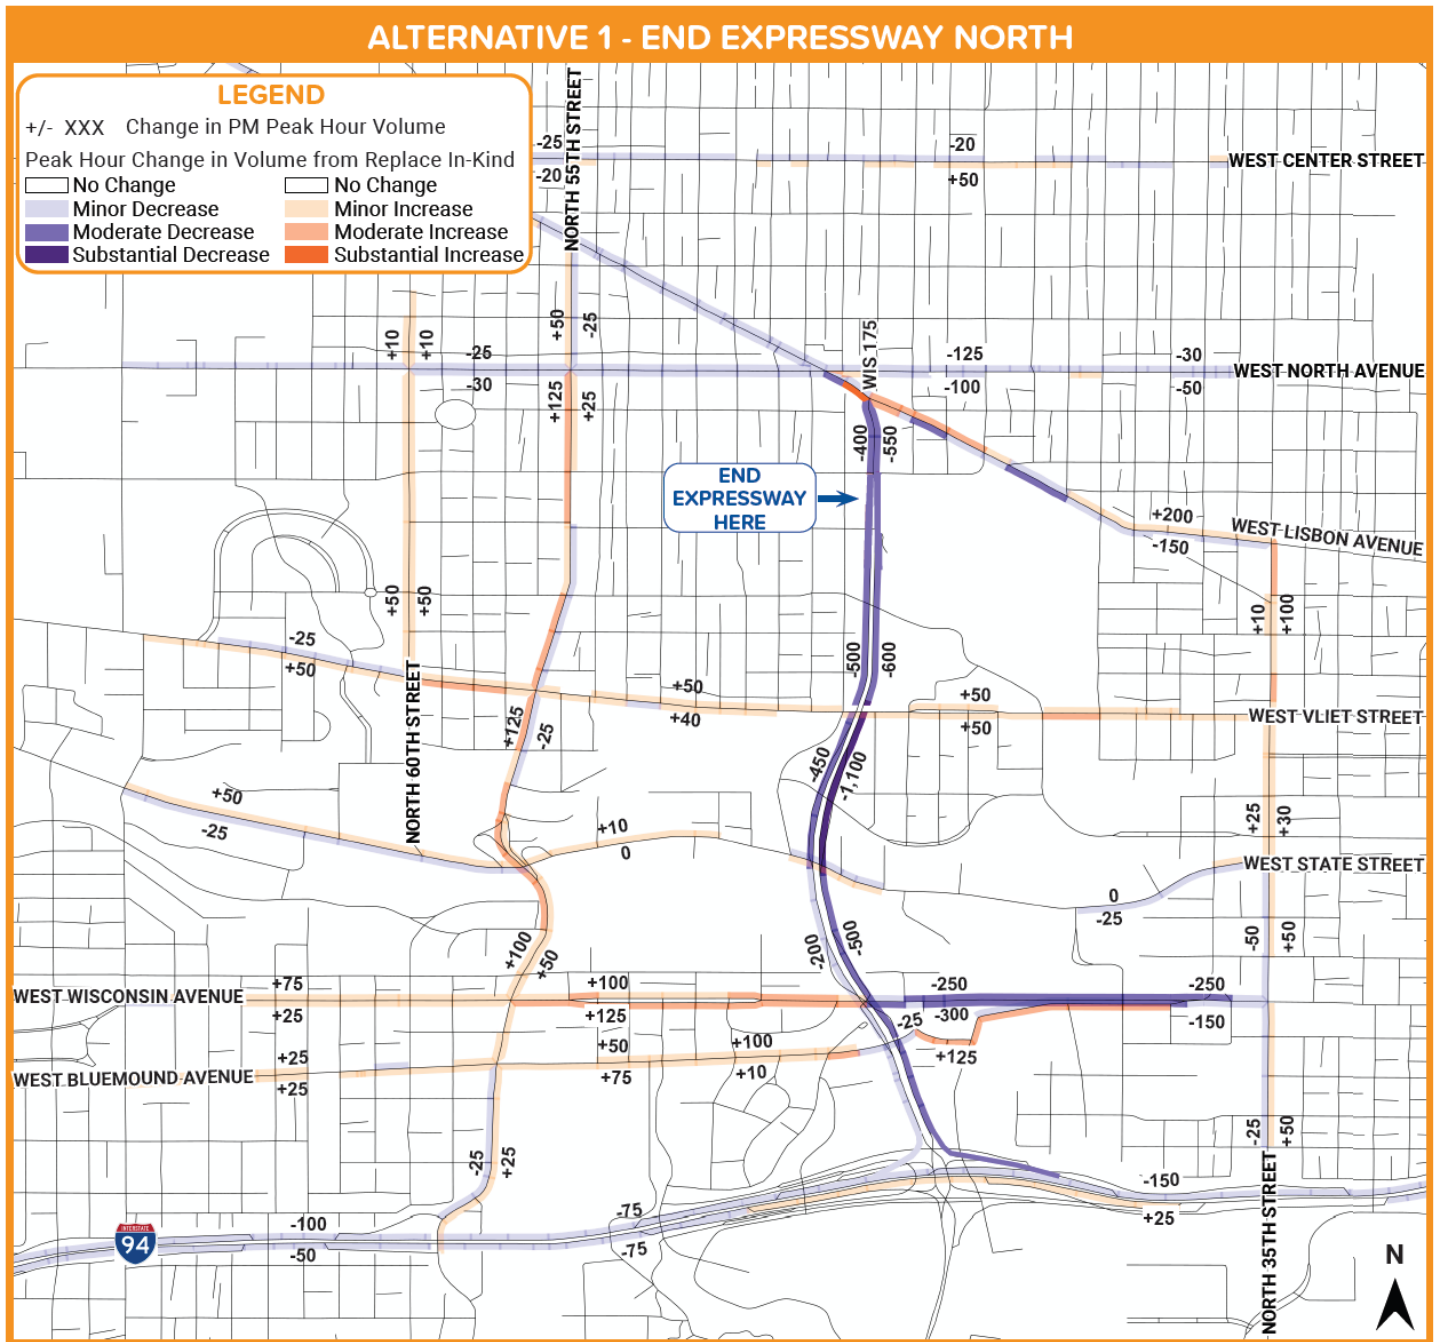 ALTERNATIVE 1 - END EXPRESSWAY NORTH
LEGEND
+/- XXX Change in PM Peak Hour Volume
Peak Hour Change in Volume from Replace In-Kind
No Change
No Change
Minor Decrease
Minor Increase
Moderate Decrease
Moderate Increase
Substantial Decrease
Substantial Increase
NORTH 55TH STREET
-25
-20
-20
+50
WEST CENTER STREET
+10
+10
-25
-30
+50
-25
WIS 175
-125
-100
-30
-50
WEST NORTH AVENUE
+125
+25
-400
-550
END
EXPRESSWAY
HERE
+200
-150
WEST LISBON AVENUE
+50
+50
+10
+100
-25
+50
NORTH 60TH STREET
-500
-600
+50
+40
+50
+50
WEST VLIET STREET
+125
-25
-450
-1,100
+50
-25
+10
0
+25
+30
WEST STATE STREET
0
-25
+100
+50
-200
-500
-50
+50
WEST WISCONSIN AVENUE
+75
+25
+100
+125
-250
-250
-25
-300
-150
+125
WEST BLUEMOUND AVENUE
+25
+25
+50
+75
+100
+10
-25
+25
-25
+50
NORTH 35TH STREET
-150
+25
-75
-75
-100
-50
INTERSTATE
94
N